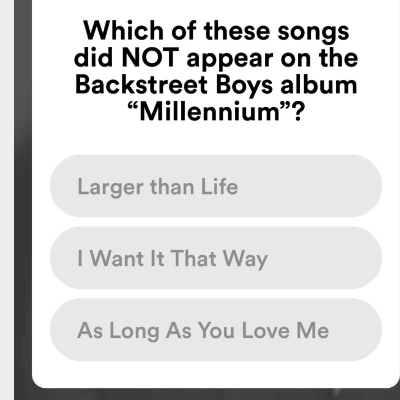 Which of these songs
did NOT appear on the
Backstreet Boys album
“Millennium”?
Larger than Life
I Want It That Way
As Long As You Love Me